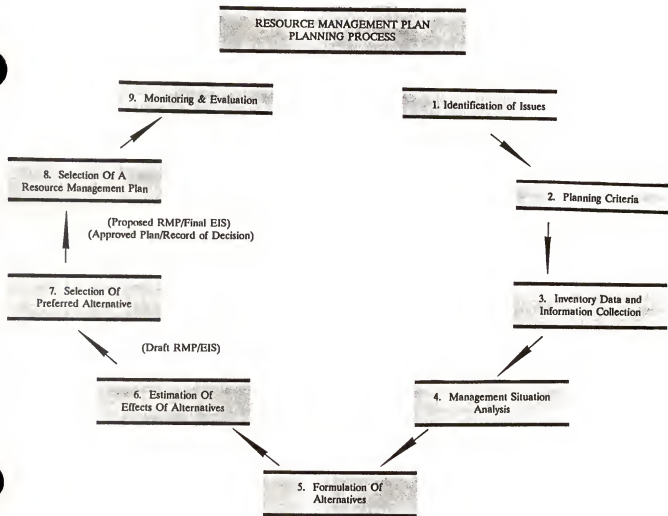 RESOURCE MANAGEMENT PLAN
PLANNING PROCESS
1. Identification of Issues
2. Planning Criteria
3. Inventory Data and
Information Collection
4. Management Situation
Analysis
5. Formulation Of
Alternatives
6. Estimation Of
Effects Of Alternatives
(Draft RMP/EIS)
7. Selection Of
Preferred Alternative
(Proposed RMP/Final EIS)
(Approved Plan/Record of Decision)
8. Selection Of A
Resource Management Plan
9. Monitoring & Evaluation